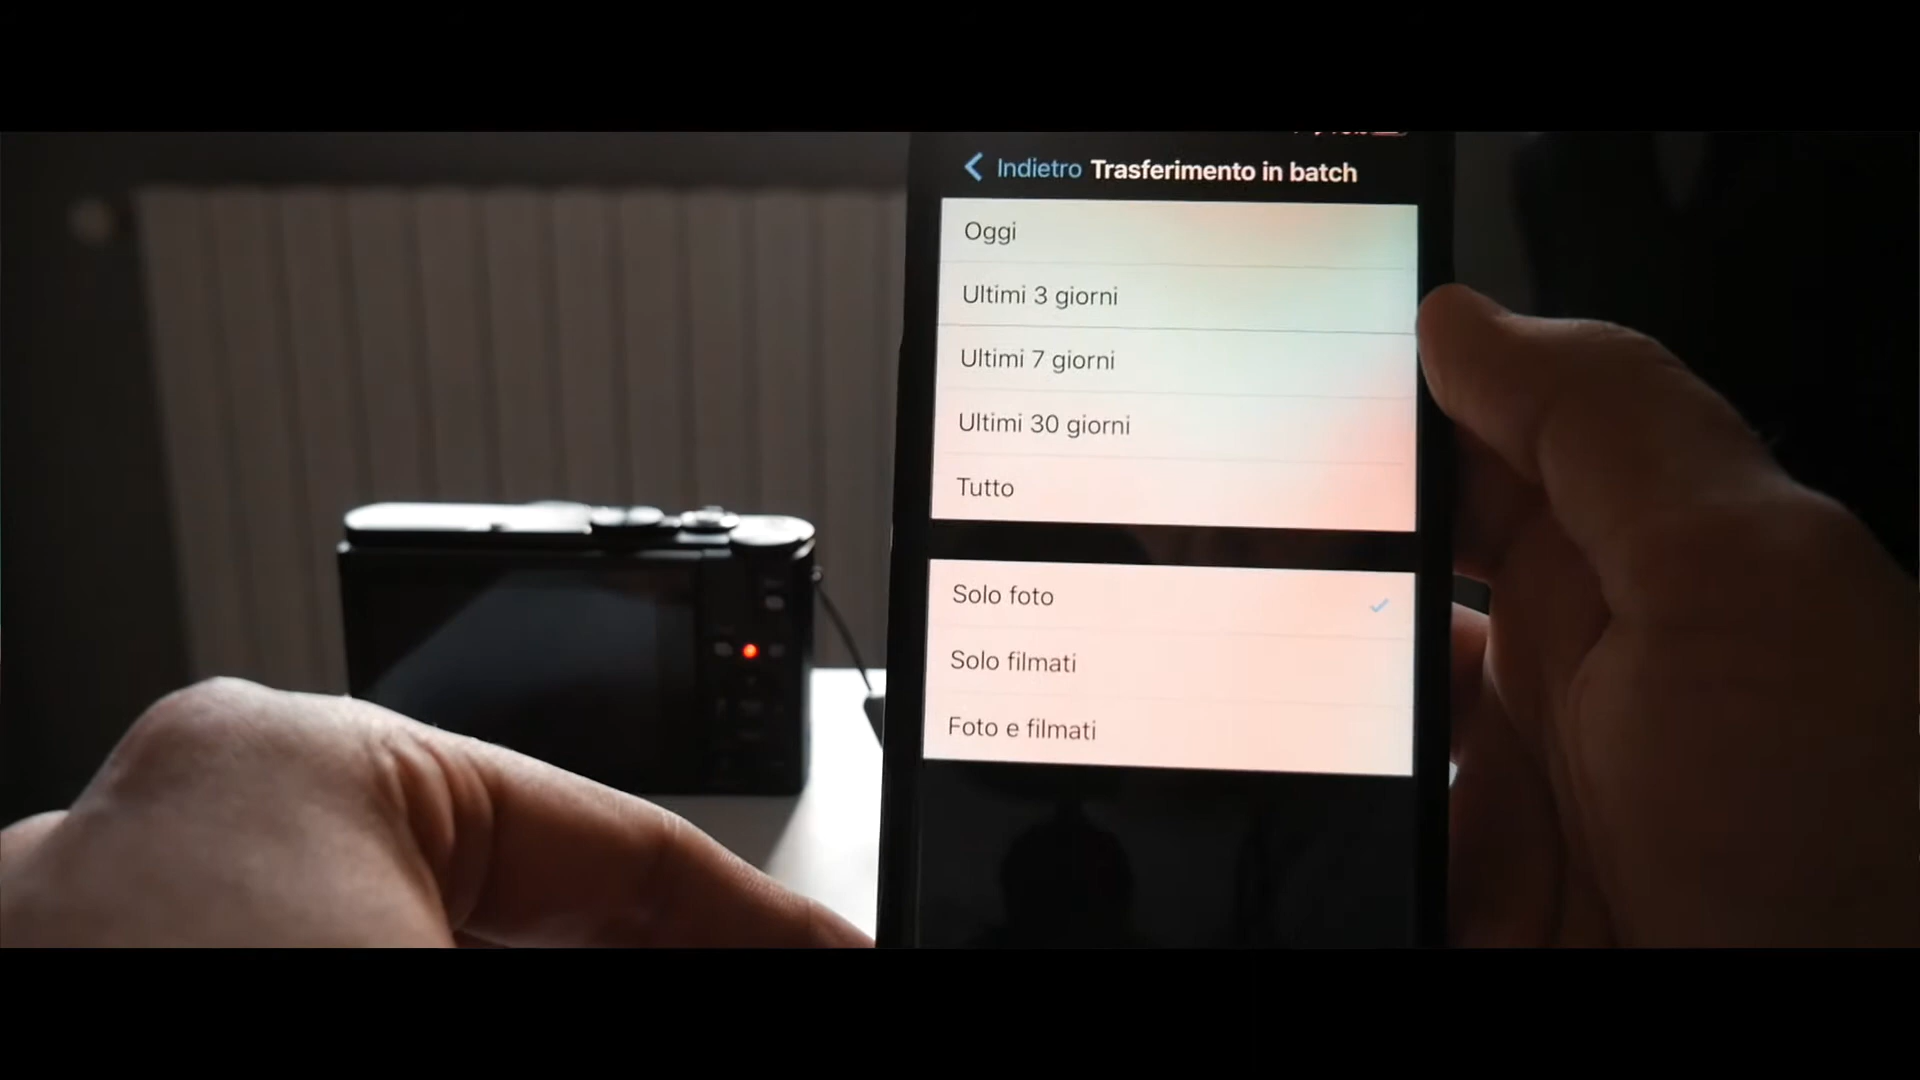 Indietro Trasferimento in batch
Oggi
Ultimi 3 giorni
Ultimi 7 giorni
Ultimi 30 giorni
Tutto
Solo foto
Solo filmati
Foto e filmati